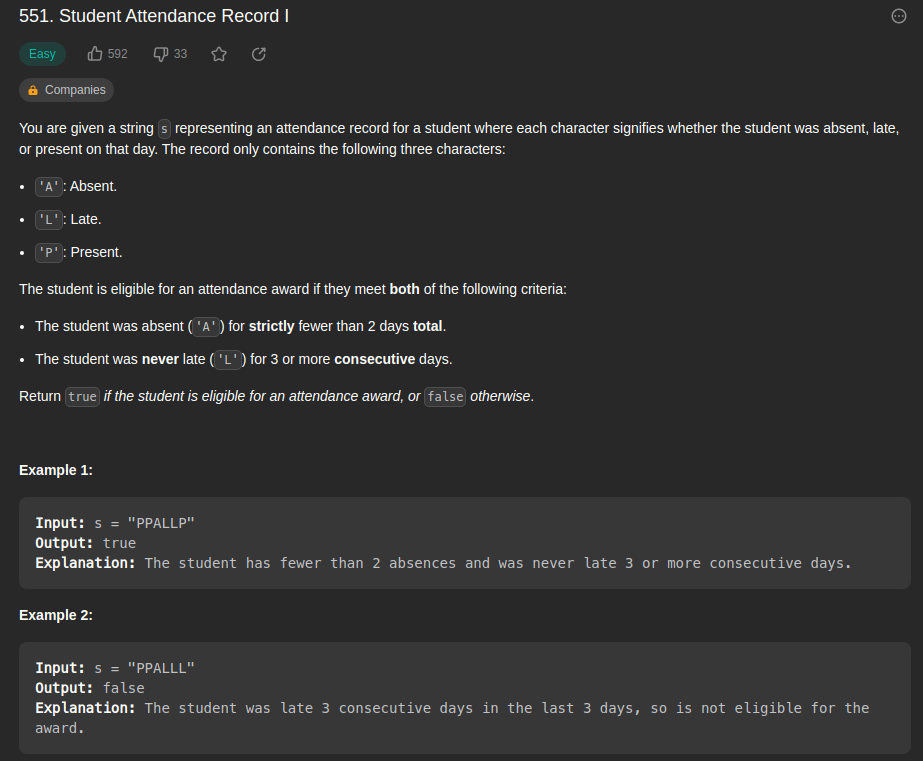 551. Student Attendance Record I
Easy 592 33
Companies
You are given a string s representing an attendance record for a student where each character signifies whether the student was absent, late,
or present on that day. The record only contains the following three characters:
• 'A': Absent.
• 'L': Late.
• 'P': Present.
The student is eligible for an attendance award if they meet both of the following criteria:
• The student was absent ('A') for strictly fewer than 2 days total.
• The student was never late ('L') for 3 or more consecutive days.
Return true if the student is eligible for an attendance award, or false otherwise.
Example 1:
Input: s = "PPALLP"
Output: true
Explanation: The student has fewer than 2 absences and was never late 3 or more consecutive days.
Example 2:
Input: s = "PPALLL"
Output: false
Explanation: The student was late 3 consecutive days in the last 3 days, so is not eligible for the
award.